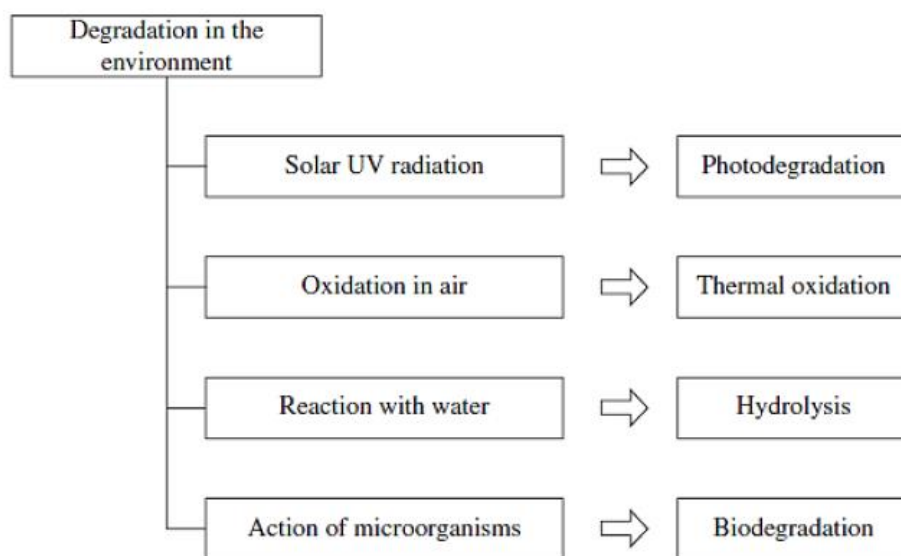 Degradation in the
environment
Solar UV radiation
Photodegradation
Oxidation in air
Thermal oxidation
Reaction with water
Hydrolysis
Action of microorganisms
Biodegradation